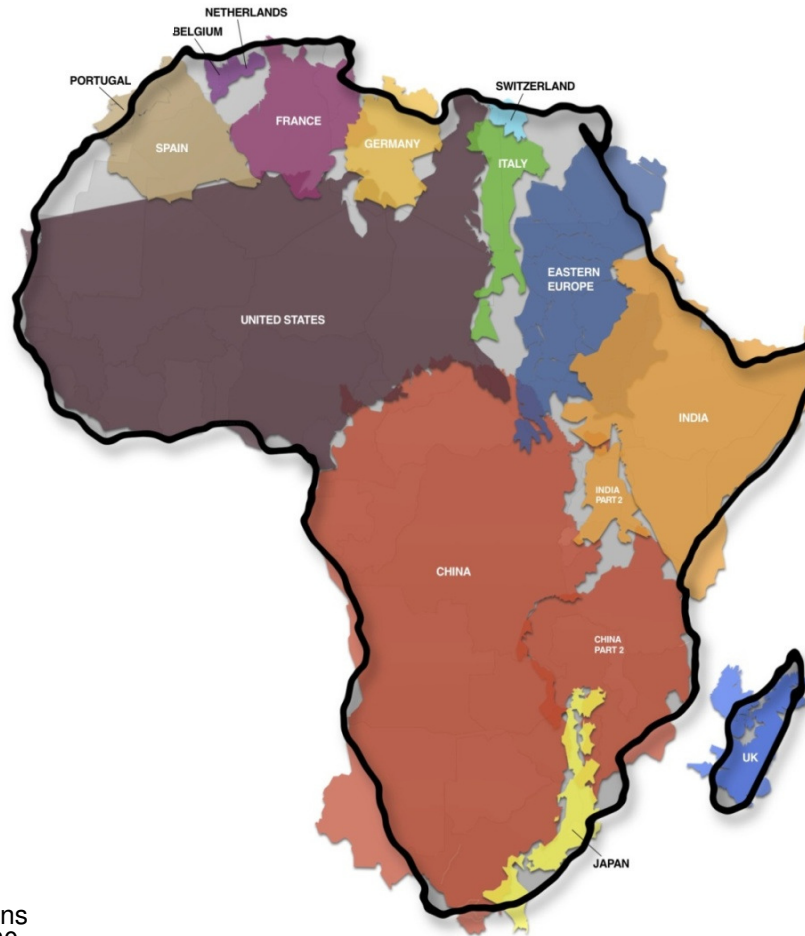 NETHERLANDS
BELGIUM
PORTUGAL
SWITZERLAND
FRANCE
GERMANY
SPAIN
ITALY
EASTERN
EUROPE
UNITED STATES
INDIA
INDIA
PART 2
CHINA
CHINA
PART 2
UK
JAPAN
ns